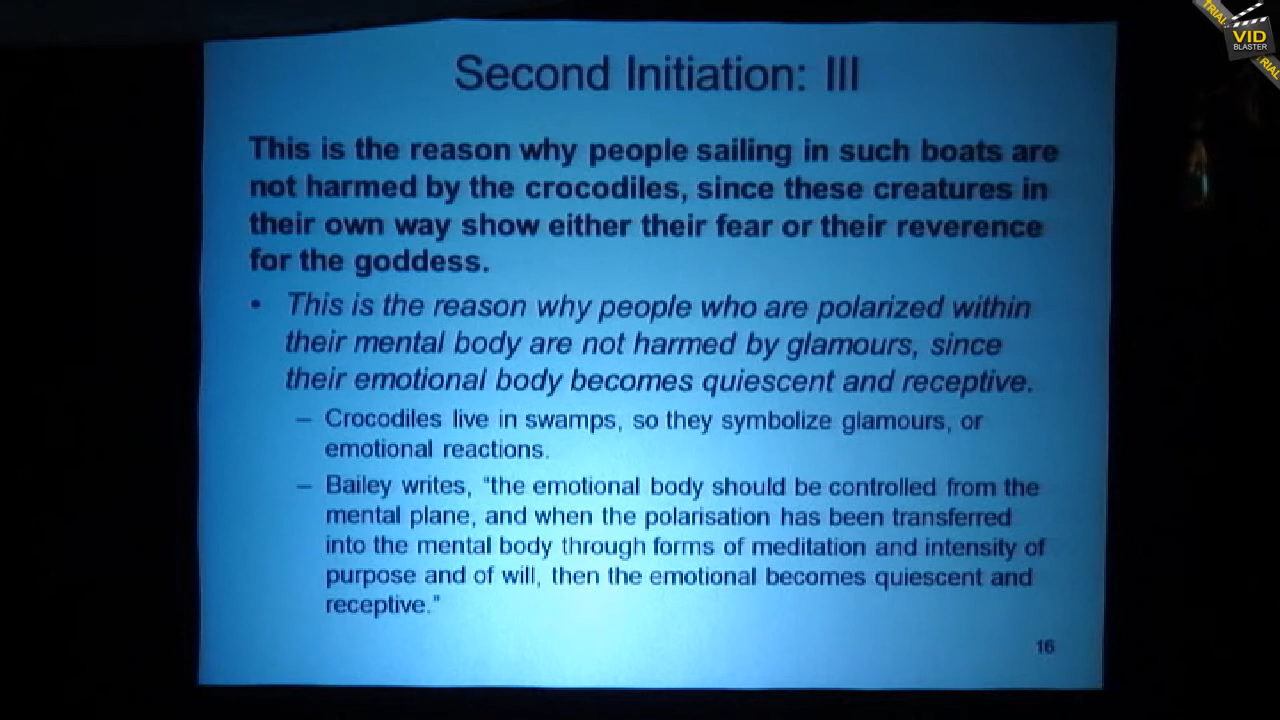 TRIAL
VID
BLASTER
TRIAL
Second Initiation: III
This is the reason why people sailing in such boats are
not harmed by the crocodiles, since these creatures in
their own way show either their fear or their reverence
for the goddess.
• This is the reason why people who are polarized within
their mental body are not harmed by glamours, since
their emotional body becomes quiescent and receptive.
– Crocodiles live in swamps, so they symbolize glamours, or
emotional reactions.
– Bailey writes, “the emotional body should be controlled from the
mental plane, and when the polarisation has been transferred
into the mental body through forms of meditation and intensity of
purpose and of will, then the emotional becomes quiescent and
receptive.”
16